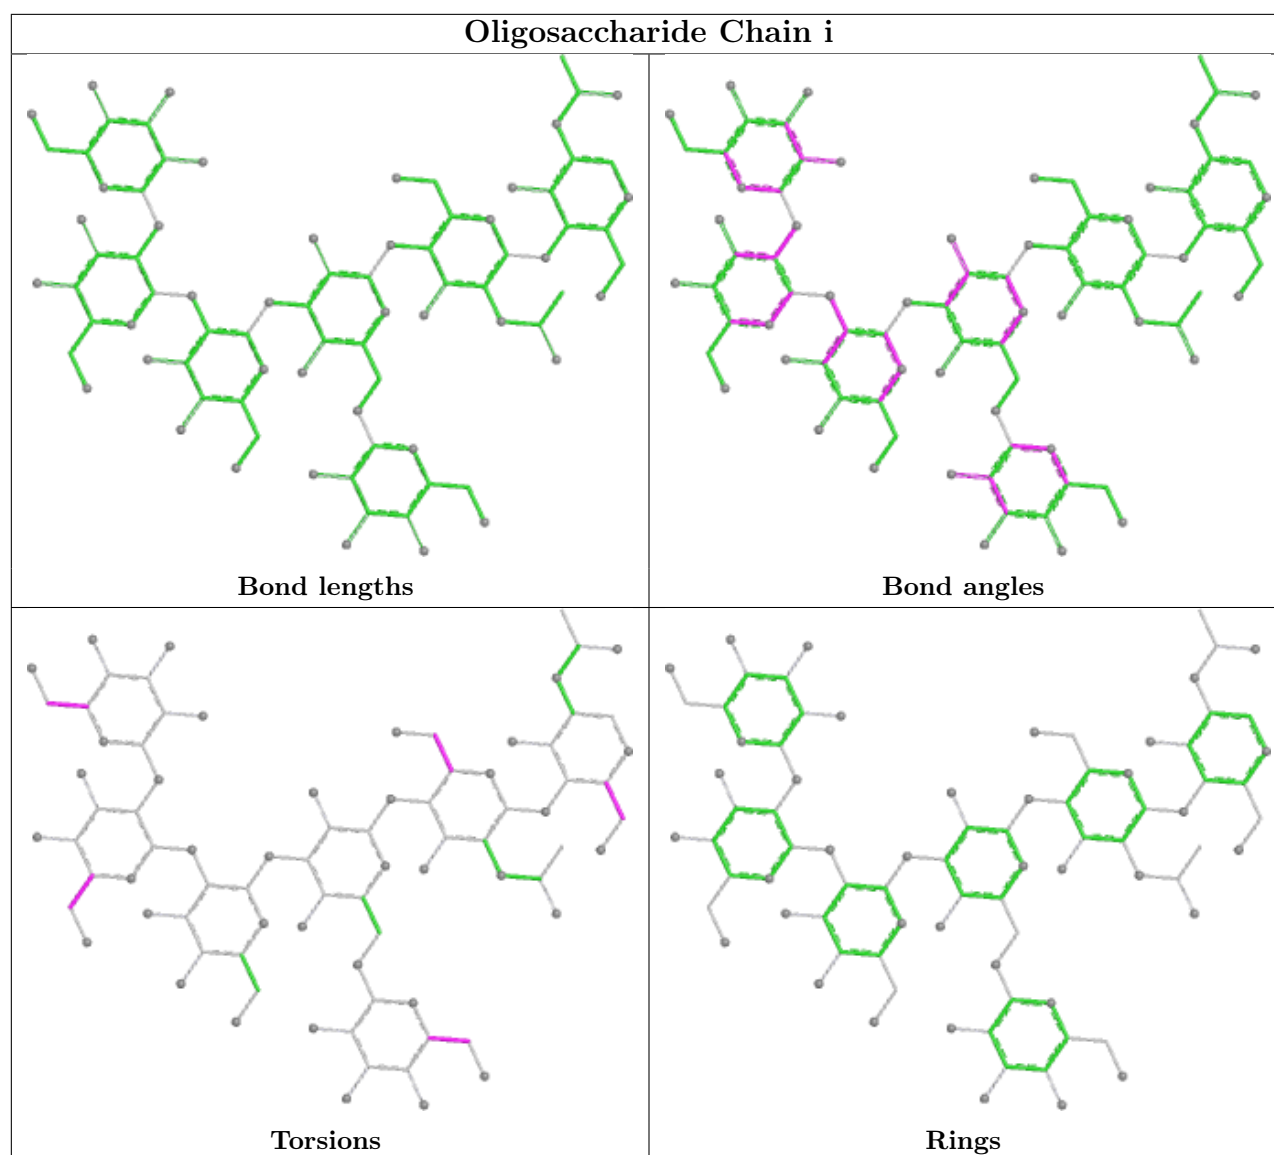 Oligosaccharide Chain i
Bond lengths
Bond angles
Torsions
Rings